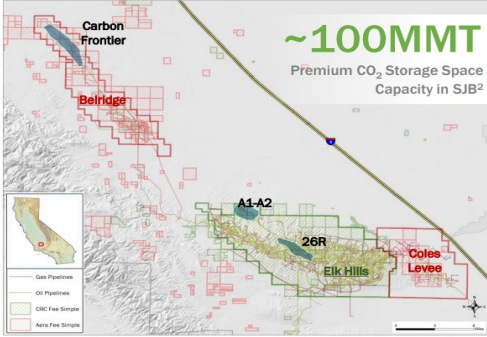 ~100MMT
Premium CO₂ Storage Space
Capacity in SJB²
Carbon
Frontier
Belridge
A1-A2
26R
Elk Hills
Coles
Levee
Gas Pipelines
Oil Pipelines
CRC Fee Simple
Aera Fee Simple